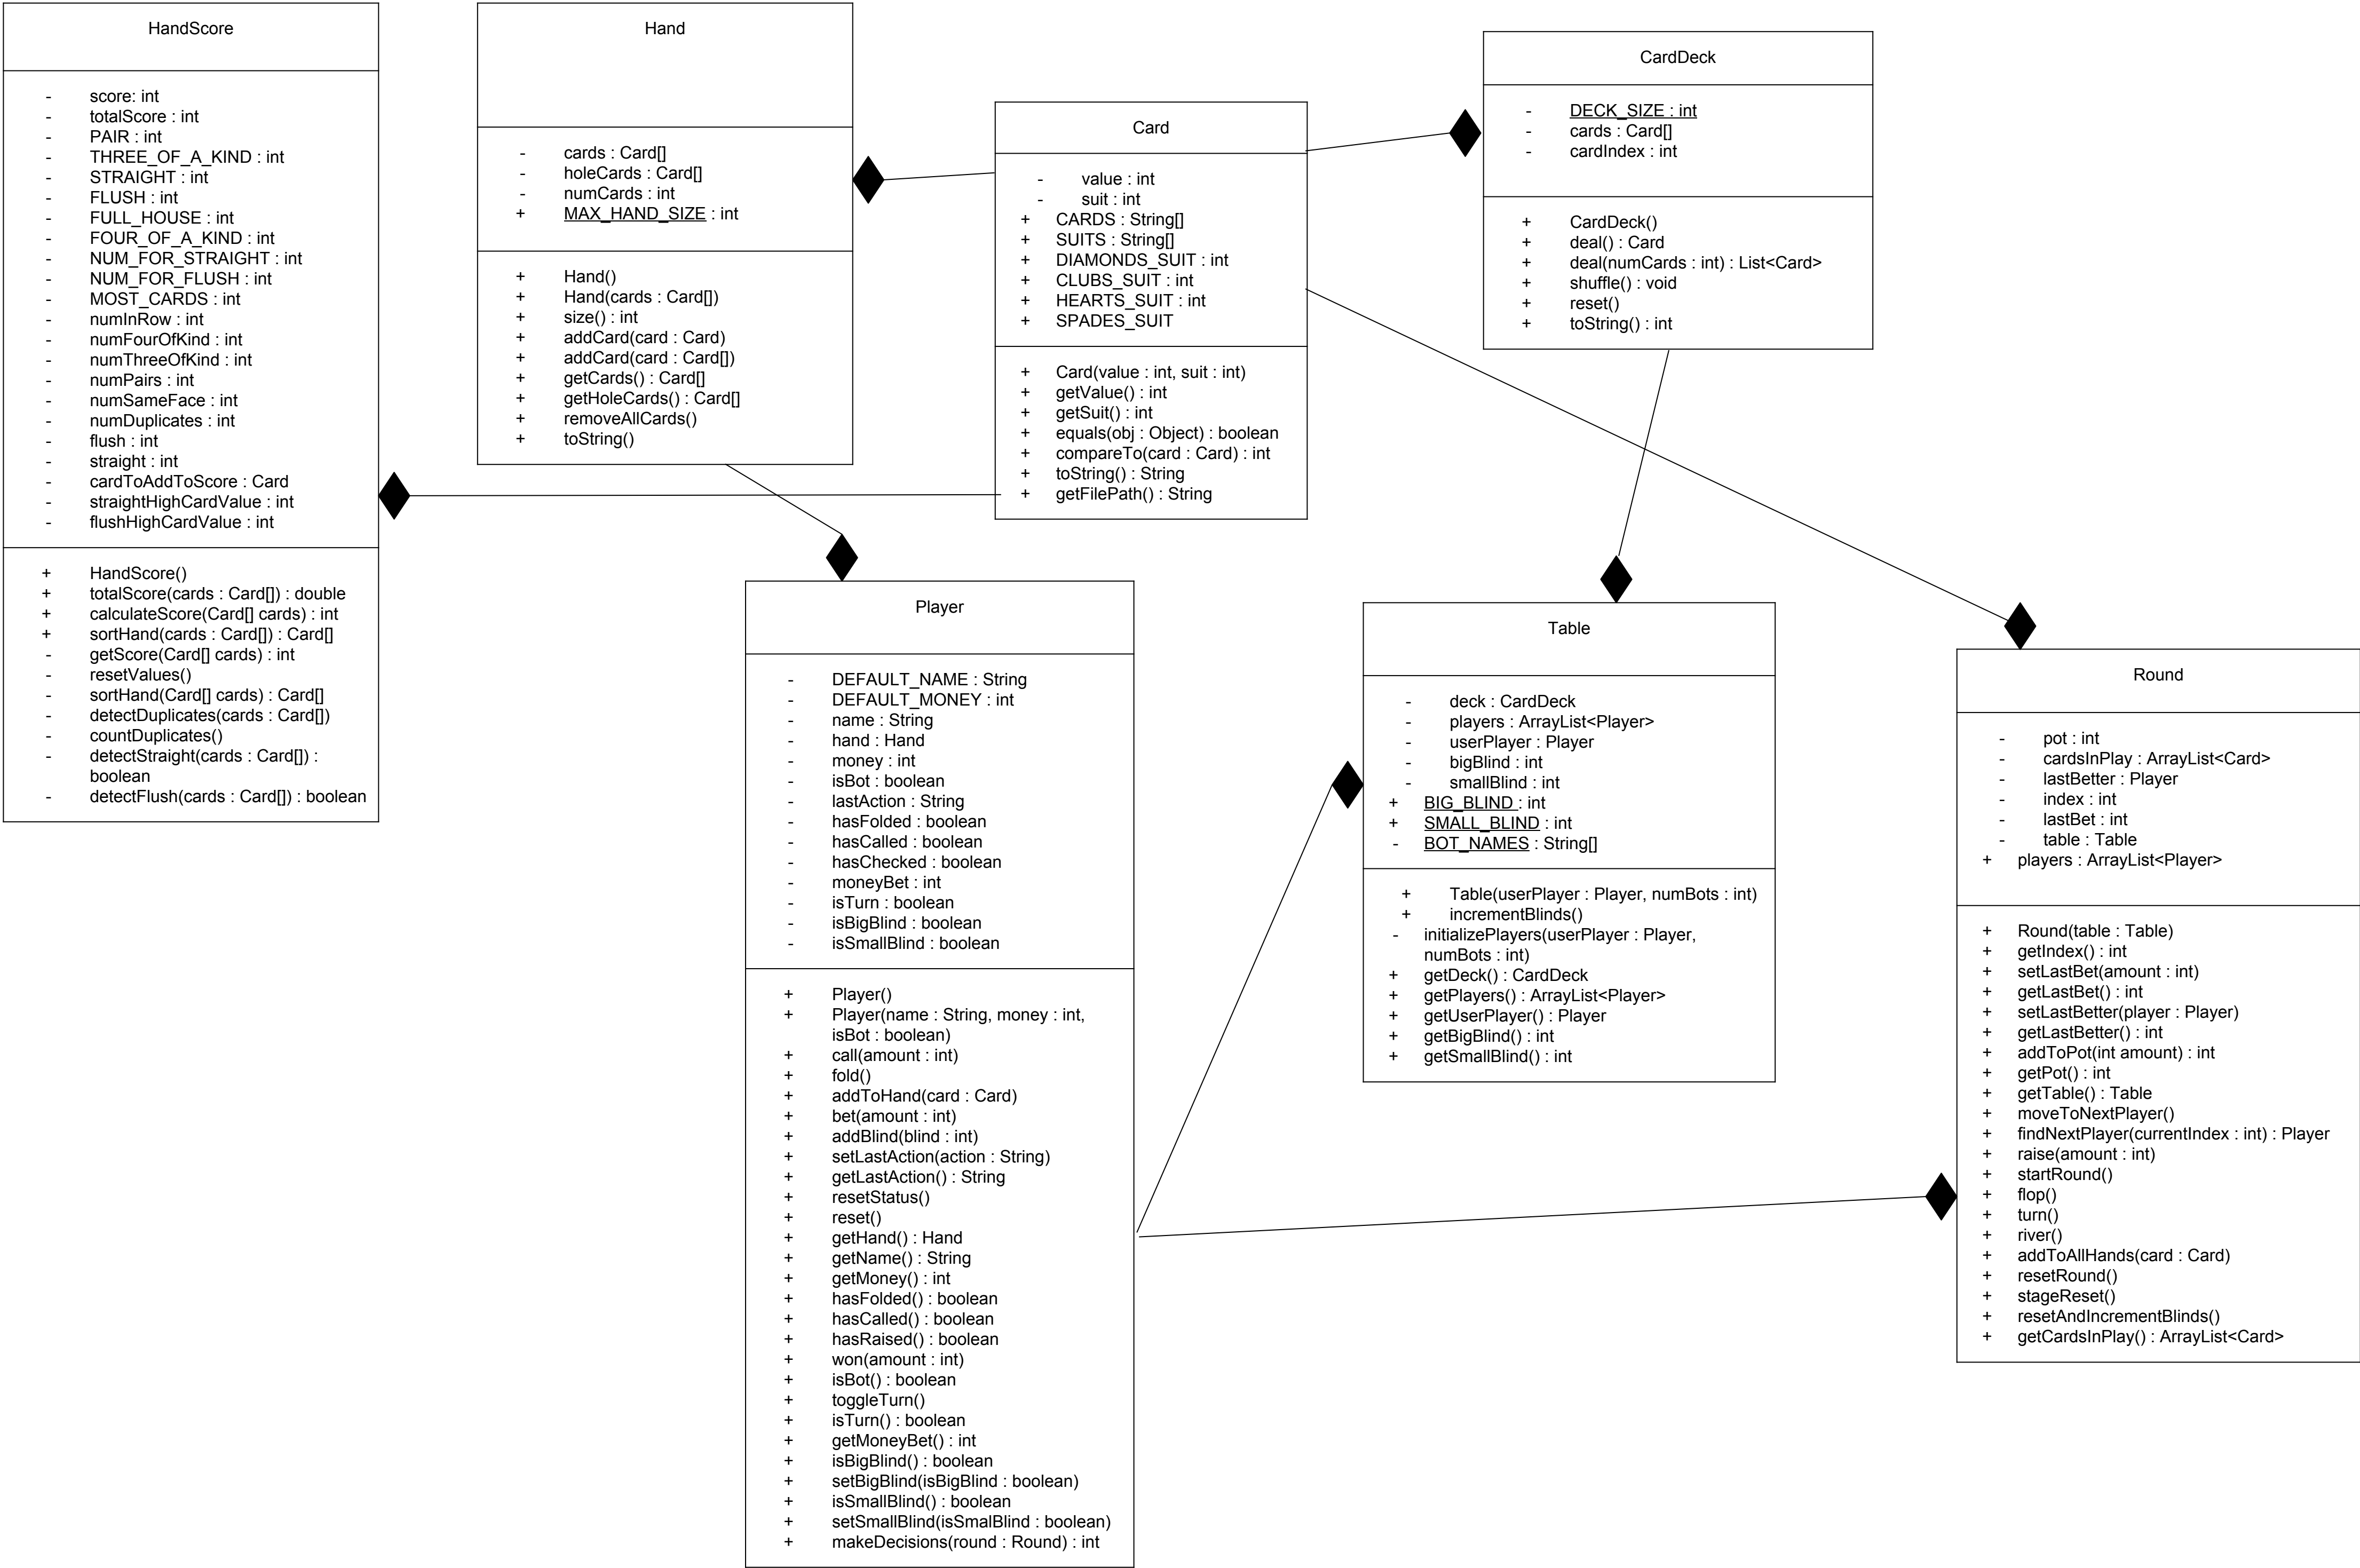 HandScore
- score: int
- totalScore : int
- PAIR : int
- THREE_OF_A_KIND : int
- STRAIGHT : int
- FLUSH : int
- FULL_HOUSE : int
- FOUR_OF_A_KIND : int
- NUM_FOR_STRAIGHT : int
- NUM_FOR_FLUSH : int
- MOST_CARDS : int
- numInRow : int
- numFourOfKind : int
- numThreeOfKind : int
- numPairs : int
- numSameFace : int
- numDuplicates : int
- flush : int
- straight : int
- cardToAddToScore : Card
- straightHighCardValue : int
- flushHighCardValue : int
+ HandScore()
+ totalScore(cards : Card[]) : double
+ calculateScore(Card[] cards) : int
+ sortHand(cards : Card[]) : Card[]
- getScore(Card[] cards) : int
- resetValues()
- sortHand(Card[] cards) : Card[]
- detectDuplicates(cards : Card[])
- countDuplicates()
- detectStraight(cards : Card[]) :
boolean
- detectFlush(cards : Card[]) : boolean
Hand
- cards : Card[]
- holeCards : Card[]
- numCards : int
+ MAX_HAND_SIZE : int
+ Hand()
+ Hand(cards : Card[])
+ size() : int
+ addCard(card : Card)
+ addCard(card : Card[])
+ getCards() : Card[]
+ getHoleCards() : Card[]
+ removeAllCards()
+ toString()
Card
- value : int
- suit : int
+ CARDS : String[]
+ SUITS : String[]
+ DIAMONDS_SUIT : int
+ CLUBS_SUIT : int
+ HEARTS_SUIT : int
+ SPADES_SUIT
+ Card(value : int, suit : int)
+ getValue() : int
+ getSuit() : int
+ equals(obj : Object) : boolean
+ compareTo(card : Card) : int
+ toString() : String
+ getFilePath() : String
CardDeck
- DECK_SIZE : int
- cards : Card[]
- cardIndex : int
+ CardDeck()
+ deal() : Card
+ deal(numCards : int) : List<Card>
+ shuffle() : void
+ reset()
+ toString() : int
Player
- DEFAULT_NAME : String
- DEFAULT_MONEY : int
- name : String
- hand : Hand
- money : int
- isBot : boolean
- lastAction : String
- hasFolded : boolean
- hasCalled : boolean
- hasChecked : boolean
- moneyBet : int
- isTurn : boolean
- isBigBlind : boolean
- isSmallBlind : boolean
+ Player()
+ Player(name : String, money : int,
isBot : boolean)
+ call(amount : int)
+ fold()
+ addToHand(card : Card)
+ bet(amount : int)
+ addBlind(blind : int)
+ setLastAction(action : String)
+ getLastAction() : String
+ resetStatus()
+ reset()
+ getHand() : Hand
+ getName() : String
+ getMoney() : int
+ hasFolded() : boolean
+ hasCalled() : boolean
+ hasRaised() : boolean
+ won(amount : int)
+ isBot() : boolean
+ toggleTurn()
+ isTurn() : boolean
+ getMoneyBet() : int
+ isBigBlind() : boolean
+ setBigBlind(isBigBlind : boolean)
+ isSmallBlind() : boolean
+ setSmallBlind(isSmalBlind : boolean)
+ makeDecisions(round : Round) : int
Table
- deck : CardDeck
- players : ArrayList<Player>
- userPlayer : Player
- bigBlind : int
- smallBlind : int
+ BIG_BLIND : int
+ SMALL_BLIND : int
- BOT_NAMES : String[]
+ Table(userPlayer : Player, numBots : int)
+ incrementBlinds()
- initializePlayers(userPlayer : Player,
numBots : int)
+ getDeck() : CardDeck
+ getPlayers() : ArrayList<Player>
+ getUserPlayer() : Player
+ getBigBlind() : int
+ getSmallBlind() : int
Round
- pot : int
- cardsInPlay : ArrayList<Card>
- lastBetter : Player
- index : int
- lastBet : int
- table : Table
+ players : ArrayList<Player>
+ Round(table : Table)
+ getIndex() : int
+ setLastBet(amount : int)
+ getLastBet() : int
+ setLastBetter(player : Player)
+ getLastBetter() : int
+ addToPot(int amount) : int
+ getPot() : int
+ getTable() : Table
+ moveToNextPlayer()
+ findNextPlayer(currentIndex : int) : Player
+ raise(amount : int)
+ startRound()
+ flop()
+ turn()
+ river()
+ addToAllHands(card : Card)
+ resetRound()
+ stageReset()
+ resetAndIncrementBlinds()
+ getCardsInPlay() : ArrayList<Card>